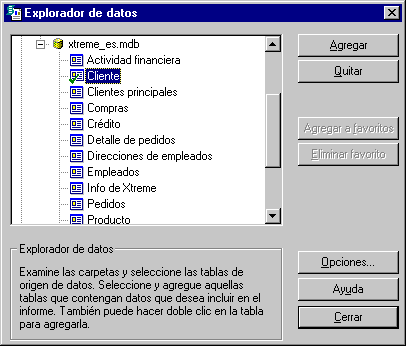 Explorador de datos
xtreme_es.mdb
Actividad financiera
Cliente
Clientes principales
Compras
Crédito
Detalle de pedidos
Direcciones de empleados
Empleados
Info de Xtreme
Pedidos
Producto
Agregar
Quitar
Agregar a favoritos
Eliminar favorito
Explorador de datos
Examine las carpetas y seleccione las tablas de
origen de datos. Seleccione y agregue aquellas
tablas que contengan datos que desea incluir en el
informe. También puede hacer doble clic en la tabla
para agregarla.
Opciones...
Ayuda
Cerrar